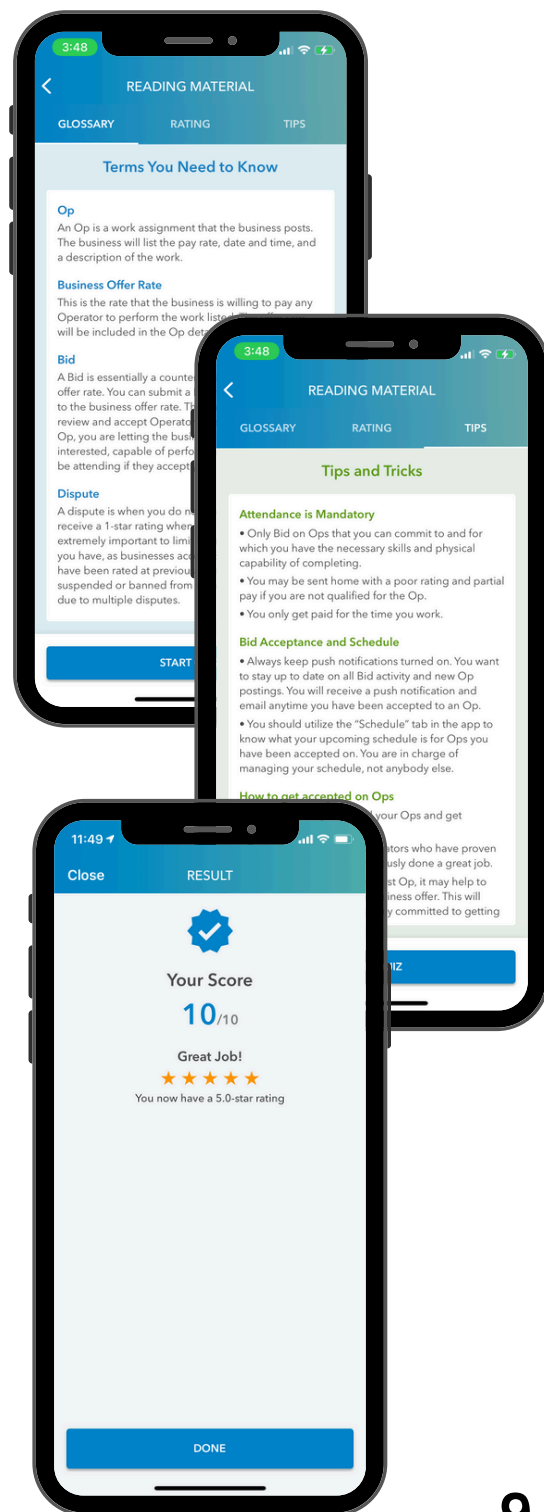 3:48
READING MATERIAL
GLOSSARY RATING TIPS
Terms You Need to Know
Op
An Op is a work assignment that the business posts.
The business will list the pay rate, date and time, and
a description of the work.
Business Offer Rate
This is the rate that the business is willing to pay any
Operator to perform the work
will be included in the Op
Bid
A Bid is essentially a
offer rate. You can submit a
to the business offer rate.
review and accept
Op, you are letting the
interested, capable of
be attending if they
Dispute
A dispute is when you do
receive a 1-star rating
extremely important to
you have, as businesses
have been rated at
suspended or banned from
due to multiple disputes.
START
3:48
READING MATERIAL
GLOSSARY RATING TIPS
Tips and Tricks
Attendance is Mandatory
• Only Bid on Ops that you can commit to and for
which you have the necessary skills and physical
capability of completing.
• You may be sent home with a poor rating and partial
pay if you are not qualified for the Op.
• You only get paid for the time you work.
Bid Acceptance and Schedule
• Always keep push notifications turned on. You want
to stay up to date on all Bid activity and new Op
postings. You will receive a push notification and
email anytime you have been accepted to an Op.
• You should utilize the “Schedule” tab in the app to
know what your upcoming schedule is for Ops you
have been accepted on. You are in charge of
managing your schedule, not anybody else.
How to get accepted on Ops
your Ops and get
who have proven
done a great job.
Op, it may help to
offer. This will
committed to getting
11:49
Close RESULT
Your Score
10/10
Great Job!
You now have a 5.0-star rating
DONE
9